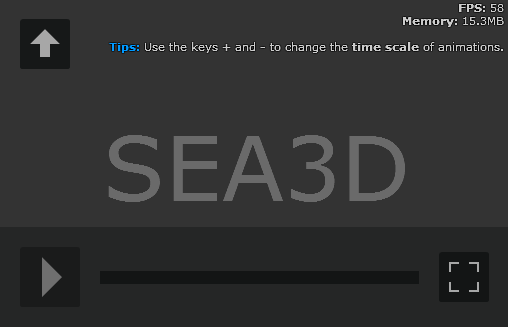 FPS: 58
Memory: 15.3MB
Tips: Use the keys + and - to change the time scale of animations.
SEA3D